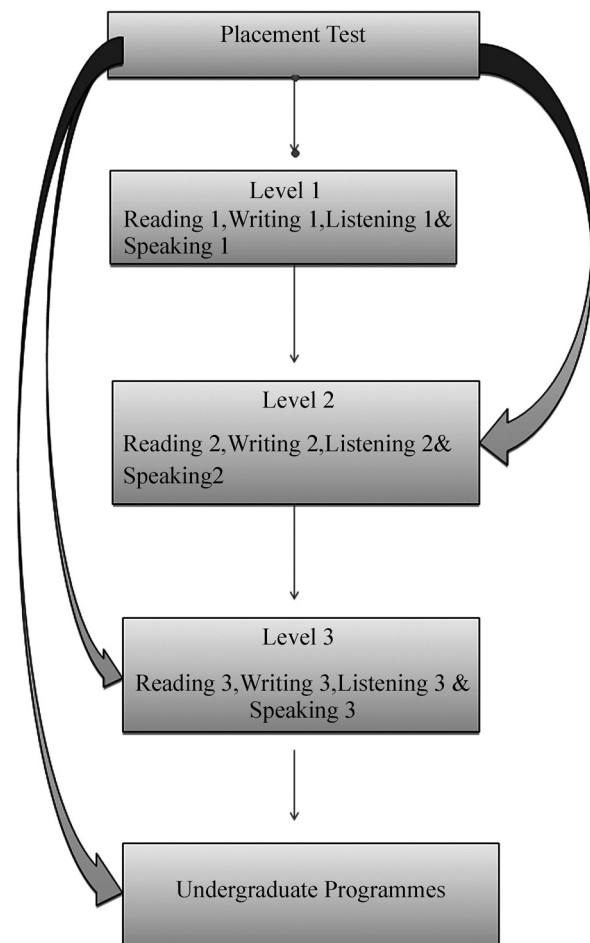 Placement Test
Level 1
Reading 1,Writing 1,Listening 1&
Speaking 1
Level 2
Reading 2,Writing 2,Listening 2&
Speaking2
Level 3
Reading 3,Writing 3,Listening 3 &
Speaking 3
Undergraduate Programmes